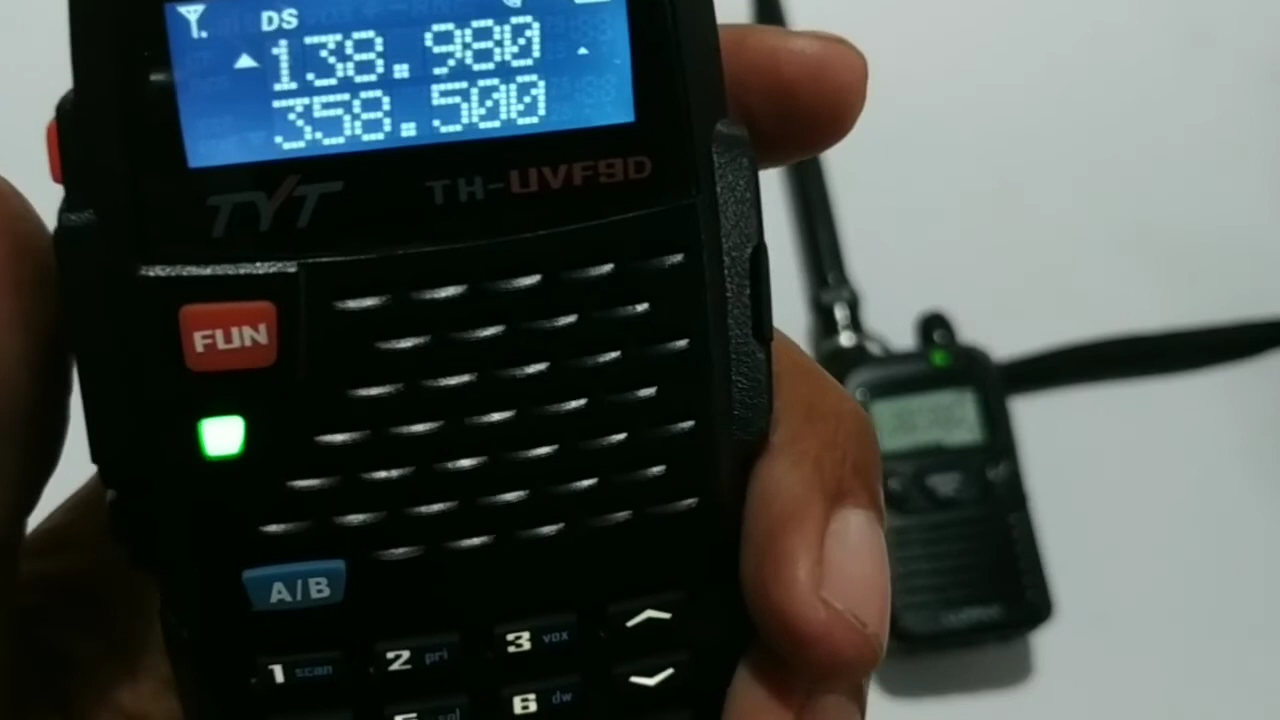 DS
138.980
358.500
TYT TH-UVF9D
FUN
A/B
1 scan 2 pri 3 vox
6 dw